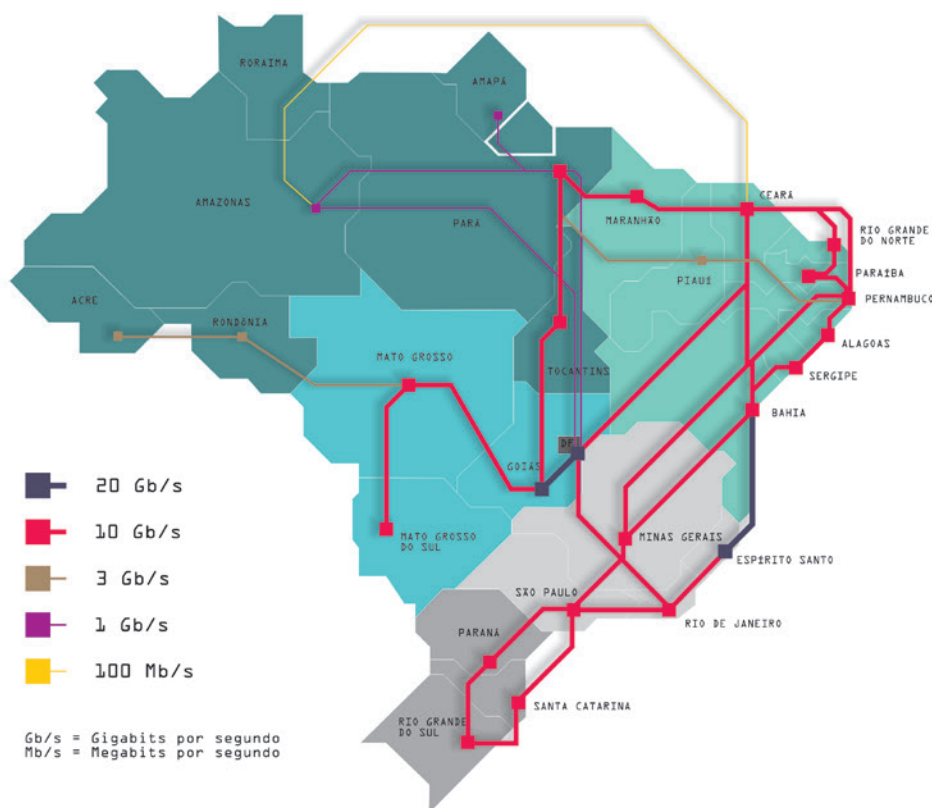 RORAIMA
AMAPÁ
AMAZONAS
PARÁ
MARANHÃO
CEARÁ
RIO GRANDE
DO NORTE
PIAUÍ
PARAÍBA
PERNAMBUCO
ACRE
RONDÔNIA
ALAGOAS
MATO GROSSO
TOCANTINS
SERGIPE
BAHIA
DF
GOIÁS
MATO GROSSO
DO SUL
MINAS GERAIS
ESPÍRITO SANTO
SÃO PAULO
RIO DE JANEIRO
PARANÁ
SANTA CATARINA
RIO GRANDE
DO SUL
20 Gb/s
10 Gb/s
3 Gb/s
1 Gb/s
100 Mb/s
Gb/s = Gigabits por segundo
Mb/s = Megabits por segundo